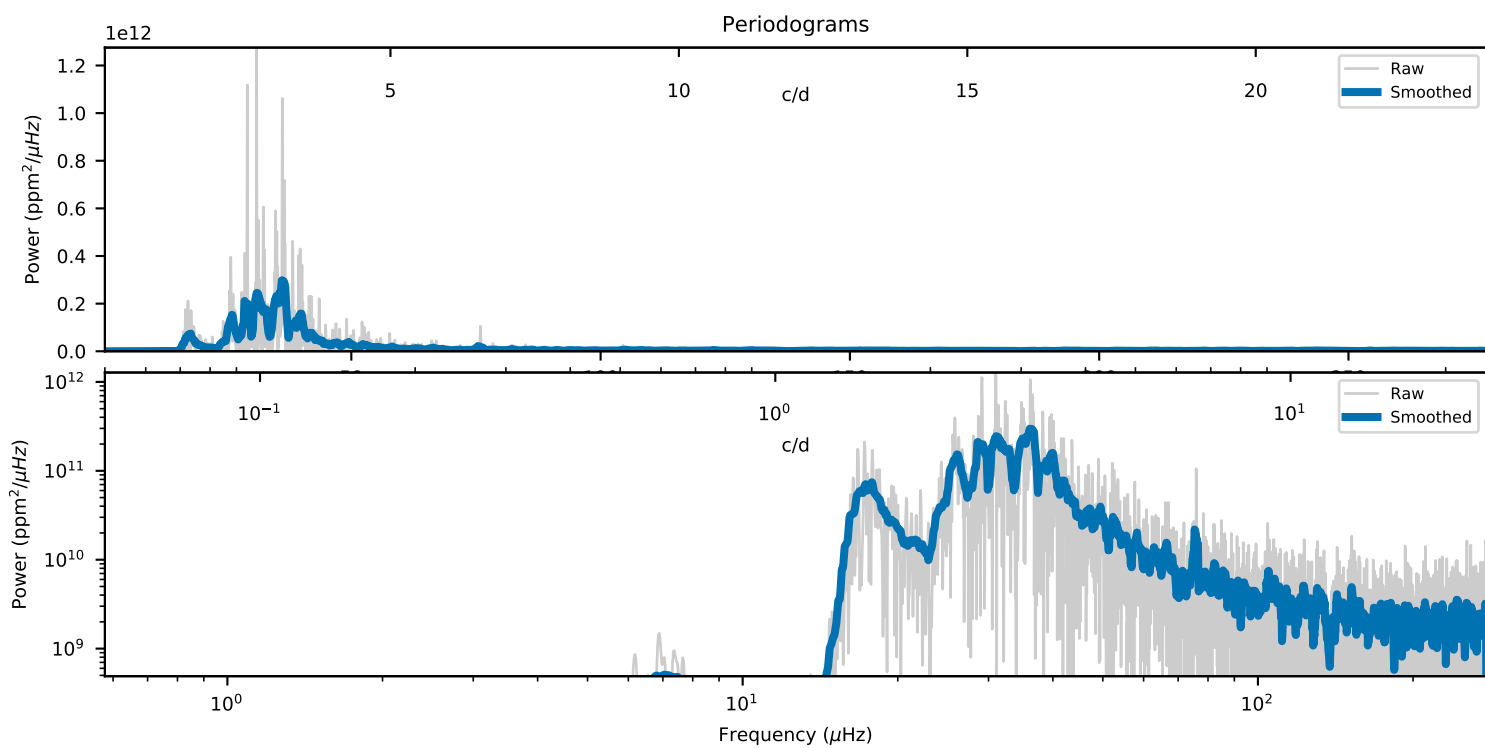 Periodograms
1e12
1.2
1.0
0.8
0.6
0.4
0.2
0.0
Power (ppm²/μHz)
5
10
c/d
15
20
Raw
Smoothed
10¹²
10¹¹
10¹⁰
10⁹
Power (ppm²/μHz)
10⁻¹
10⁰
c/d
10¹
Raw
Smoothed
10⁰
10¹
10²
Frequency (μHz)